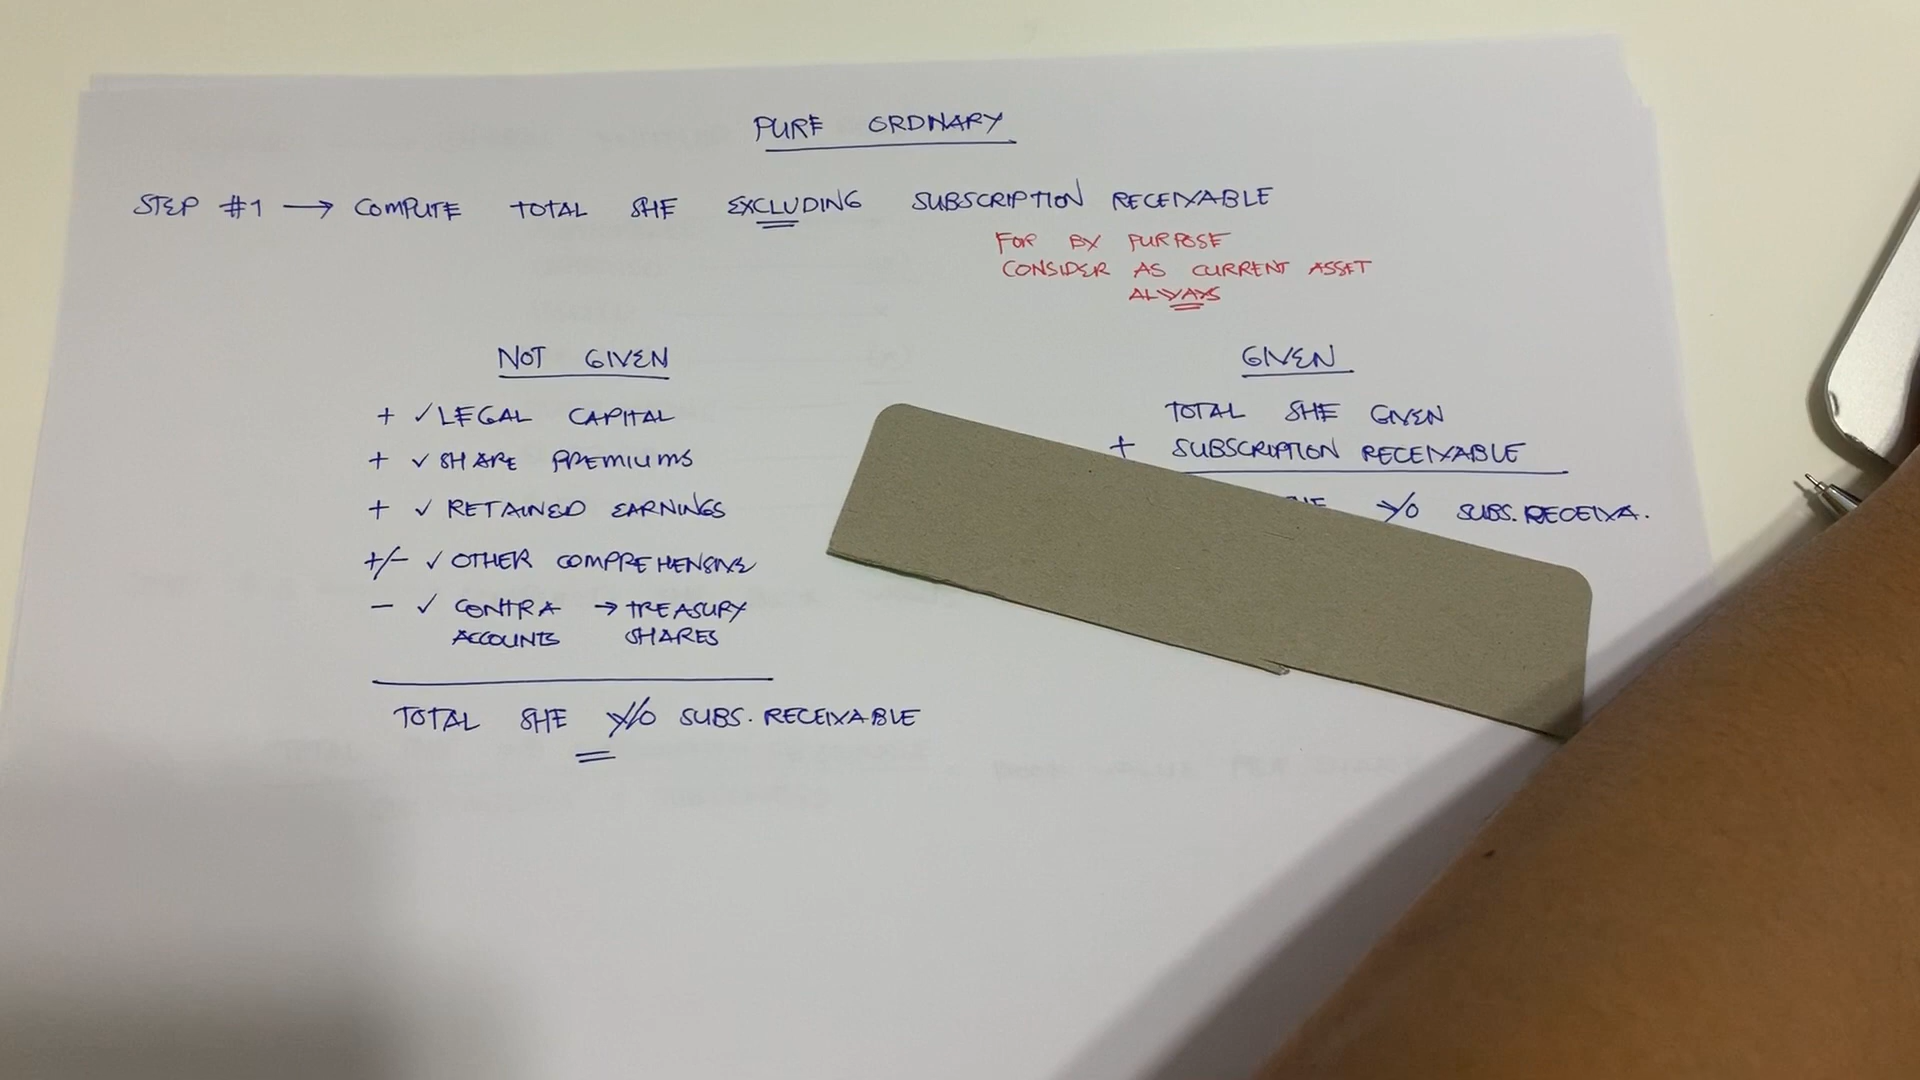 PURE ORDNARY
STEP #1 → COMPUTE TOTAL SHE EXCLUDING SUBSCRIPTION RECEIVABLE
FOR BV PURPOSE
CONSIDER AS CURRENT ASSET
ALWAYS
NOT GIVEN
+ ✓ LEGAL CAPITAL
+ ✓ SHARE PREMIUMS
+ ✓ RETAINED EARNINGS
+/- ✓ OTHER COMPREHENSIVE
- ✓ CONTRA → TREASURY
ACCOUNTS SHARES
TOTAL SHE W/O SUBS. RECEIVABLE
GIVEN
TOTAL SHE GIVEN
+ SUBSCRIPTION RECEIVABLE
W/O SUBS. RECEIVA.